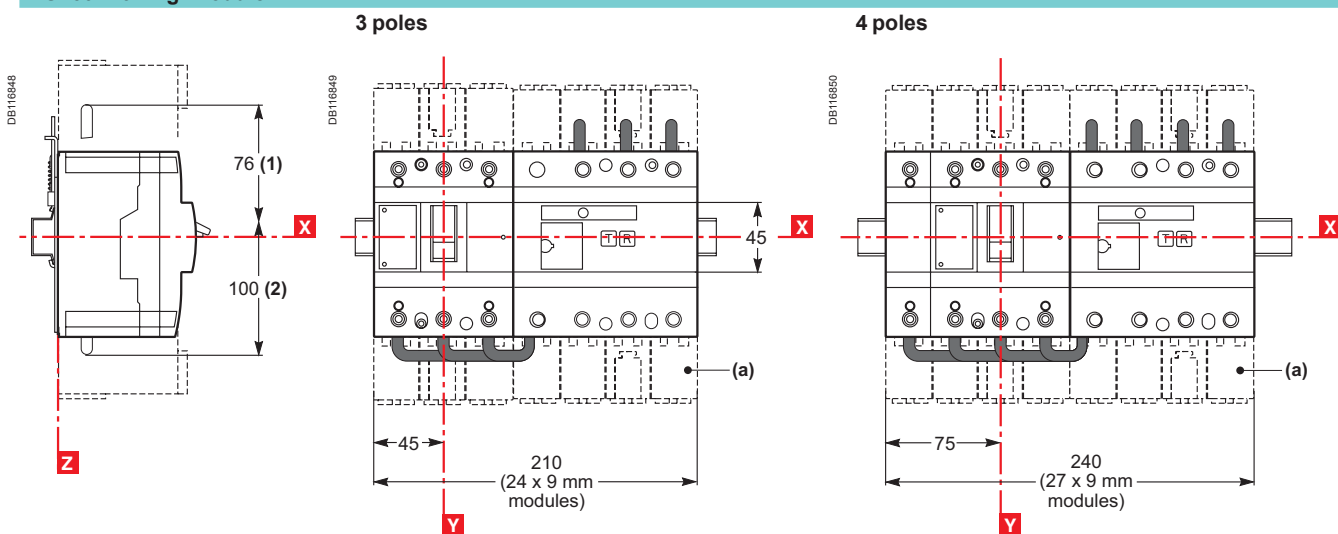 3 poles
4 poles
DB116848
DB116849
DB116850
76 (1)
X
100 (2)
Z
T R
45
X
(a)
45
210
(24 x 9 mm
modules)
Y
T R
X
(a)
75
240
(27 x 9 mm
modules)
Y